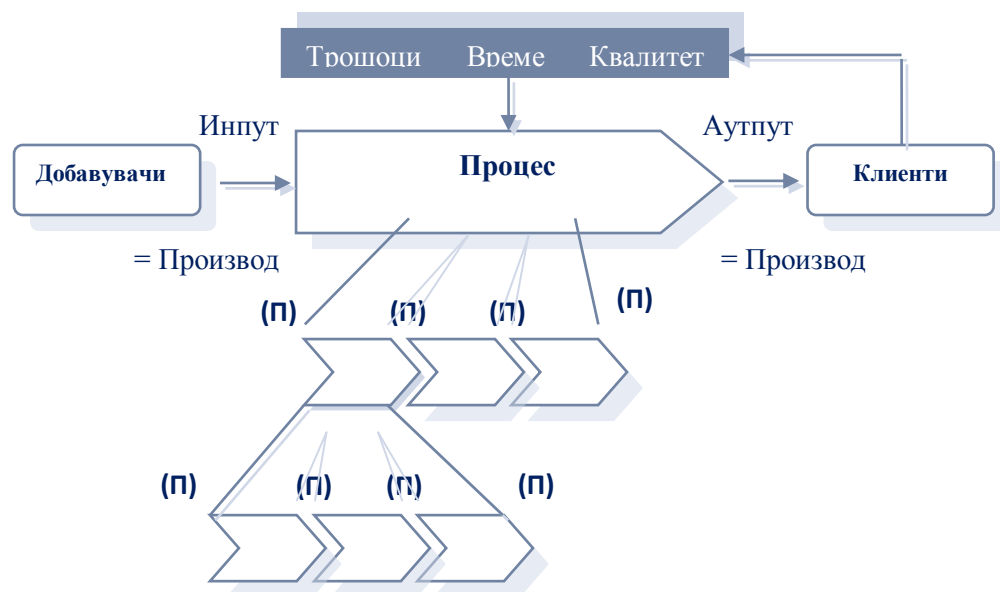 Трошоци Време Квалитет
Инпут
Аутпут
Добавувачи
Процес
Клиенти
= Производ
= Производ
(П) (П) (П) (П)
(П) (П) (П) (П)